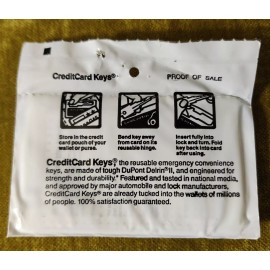 CreditCard Keys®
PROOF OF SALE
Store in the credit card pouch of your wallet or purse.
Bend key away from card on its reusable hinge.
Insert fully into lock and turn. Fold key back into card after using.
CreditCard Keys®, the reusable emergency convenience
keys, are made of tough DuPont Delrin® II, and engineered for
strength and durability. Featured and tested in national media,
and approved by major automobile and lock manufacturers,
CreditCard Keys® are already tucked into the wallets of millions
of people. 100% satisfaction guaranteed.